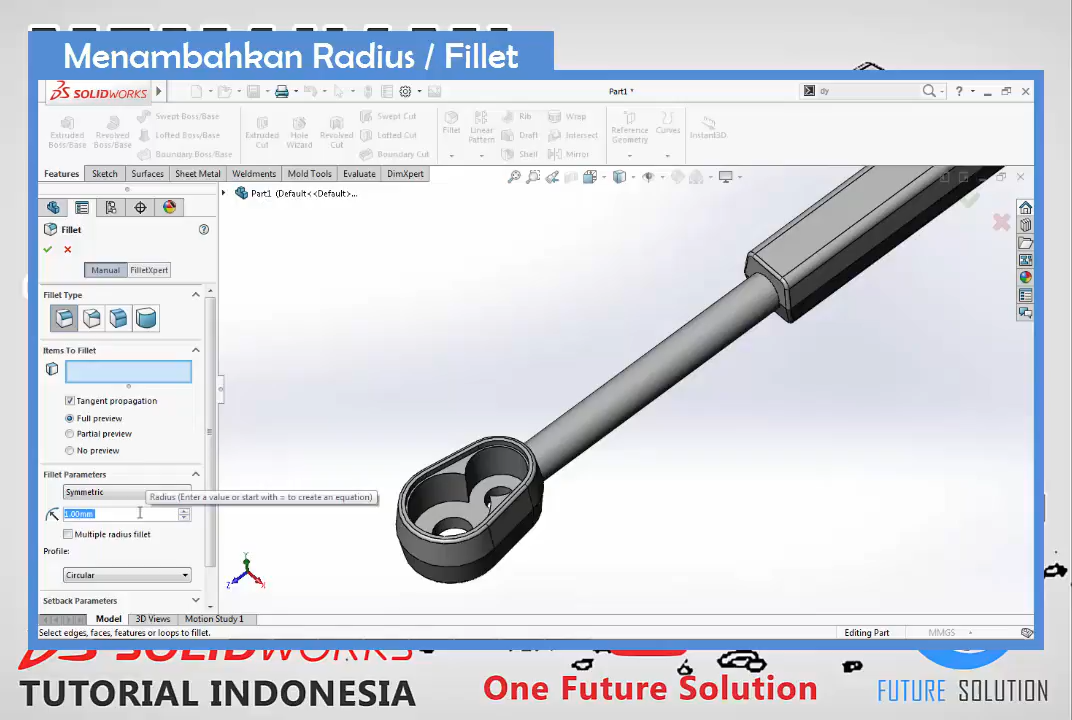 Menambahkan Radius / Fillet
SOLIDWORKS
Part1 *
dy
Extruded Boss/Base
Revolved Boss/Base
Swept Boss/Base
Lofted Boss/Base
Boundary Boss/Base
Extruded Cut
Hole Wizard
Revolved Cut
Swept Cut
Lofted Cut
Boundary Cut
Fillet
Linear Pattern
Rib
Draft
Shell
Wrap
Intersect
Mirror
Reference Geometry
Curves
Instant3D
Features
Sketch
Surfaces
Sheet Metal
Weldments
Mold Tools
Evaluate
DimXpert
Part1 (Default<<Default>...
Fillet
Manual
FilletXpert
Fillet Type
Items To Fillet
Tangent propagation
Full preview
Partial preview
No preview
Fillet Parameters
Symmetric
Radius (Enter a value or start with = to create an equation)
1.00mm
Multiple radius fillet
Profile:
Circular
Setback Parameters
Y
Z
X
Model
3D Views
Motion Study 1
Select edges, faces, features or loops to fillet.
Editing Part
MMGS
SOLIDWORKS
TUTORIAL INDONESIA
One Future Solution
FUTURE SOLUTION